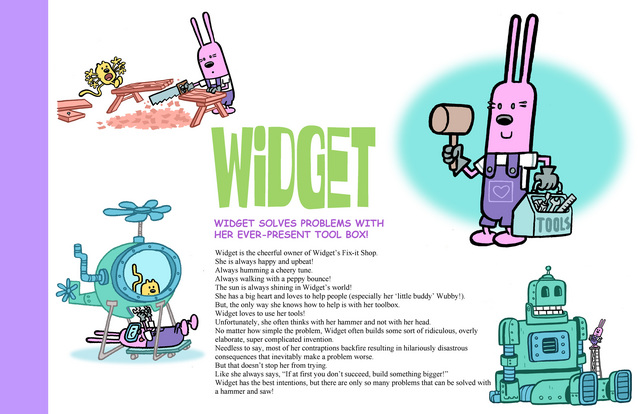 WiDGET
WIDGET SOLVES PROBLEMS WITH
HER EVER-PRESENT TOOL BOX!
Widget is the cheerful owner of Widget's Fix-it Shop.
She is always happy and upbeat!
Always humming a cheery tune.
Always walking with a peppy bounce!
The sun is always shining in Widget's world!
She has a big heart and loves to help people (especially her 'little buddy' Wubby!).
But, the only way she knows how to help is with her toolbox.
Widget loves to use her tools!
Unfortunately, she often thinks with her hammer and not with her head.
No matter how simple the problem, Widget often builds some sort of ridiculous, overly
elaborate, super complicated invention.
Needless to say, most of her contraptions backfire resulting in hilariously disastrous
consequences that inevitably make a problem worse.
But that doesn't stop her from trying.
Like she always says, "If at first you don't succeed, build something bigger!"
Widget has the best intentions, but there are only so many problems that can be solved with
a hammer and saw!
TOOLS